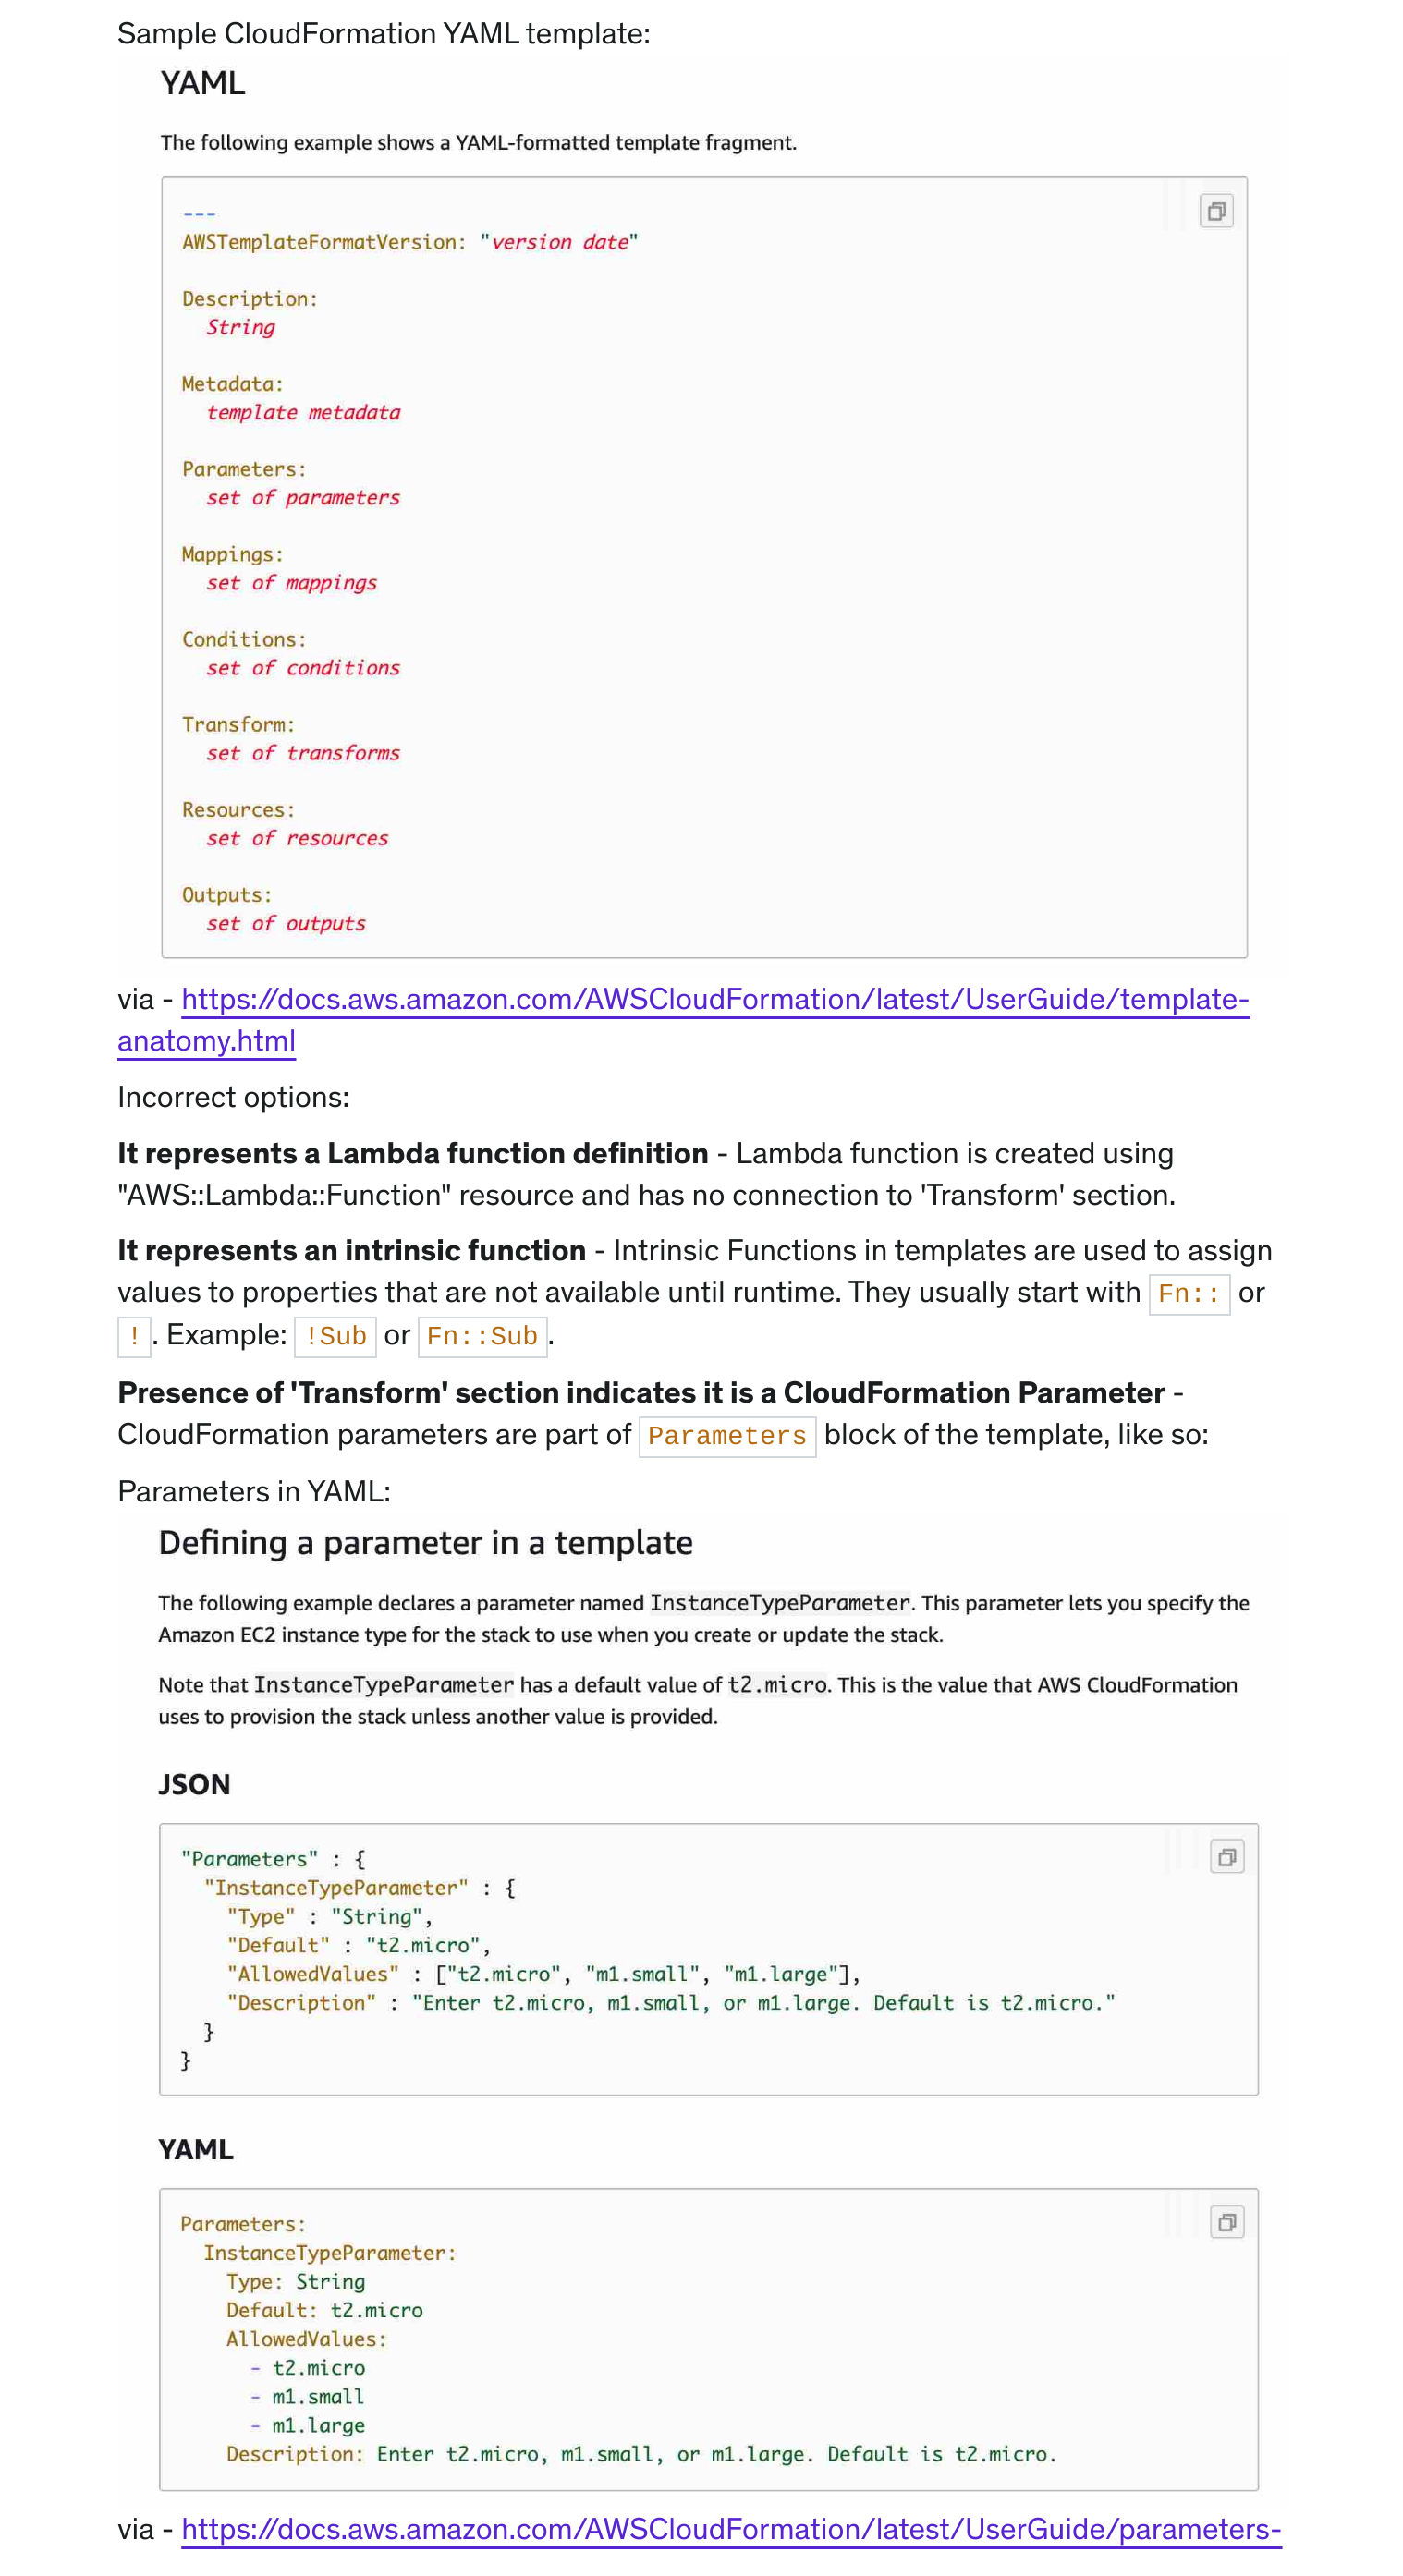 Sample CloudFormation YAML template:
YAML
The following example shows a YAML-formatted template fragment.
---
AWSTemplateFormatVersion: "version date"
Description:
  String
Metadata:
  template metadata
Parameters:
  set of parameters
Mappings:
  set of mappings
Conditions:
  set of conditions
Transform:
  set of transforms
Resources:
  set of resources
Outputs:
  set of outputs
via - https://docs.aws.amazon.com/AWSCloudFormation/latest/UserGuide/template-
anatomy.html
Incorrect options:
It represents a Lambda function definition - Lambda function is created using
"AWS::Lambda::Function" resource and has no connection to 'Transform' section.
It represents an intrinsic function - Intrinsic Functions in templates are used to assign
values to properties that are not available until runtime. They usually start with Fn:: or
! . Example: !Sub or Fn::Sub .
Presence of 'Transform' section indicates it is a CloudFormation Parameter -
CloudFormation parameters are part of Parameters block of the template, like so:
Parameters in YAML:
Defining a parameter in a template
The following example declares a parameter named InstanceTypeParameter. This parameter lets you specify the
Amazon EC2 instance type for the stack to use when you create or update the stack.
Note that InstanceTypeParameter has a default value of t2.micro. This is the value that AWS CloudFormation
uses to provision the stack unless another value is provided.
JSON
"Parameters" : {
  "InstanceTypeParameter" : {
    "Type" : "String",
    "Default" : "t2.micro",
    "AllowedValues" : ["t2.micro", "m1.small", "m1.large"],
    "Description" : "Enter t2.micro, m1.small, or m1.large. Default is t2.micro."
  }
}
YAML
Parameters:
  InstanceTypeParameter:
    Type: String
    Default: t2.micro
    AllowedValues:
      - t2.micro
      - m1.small
      - m1.large
    Description: Enter t2.micro, m1.small, or m1.large. Default is t2.micro.
via - https://docs.aws.amazon.com/AWSCloudFormation/latest/UserGuide/parameters-